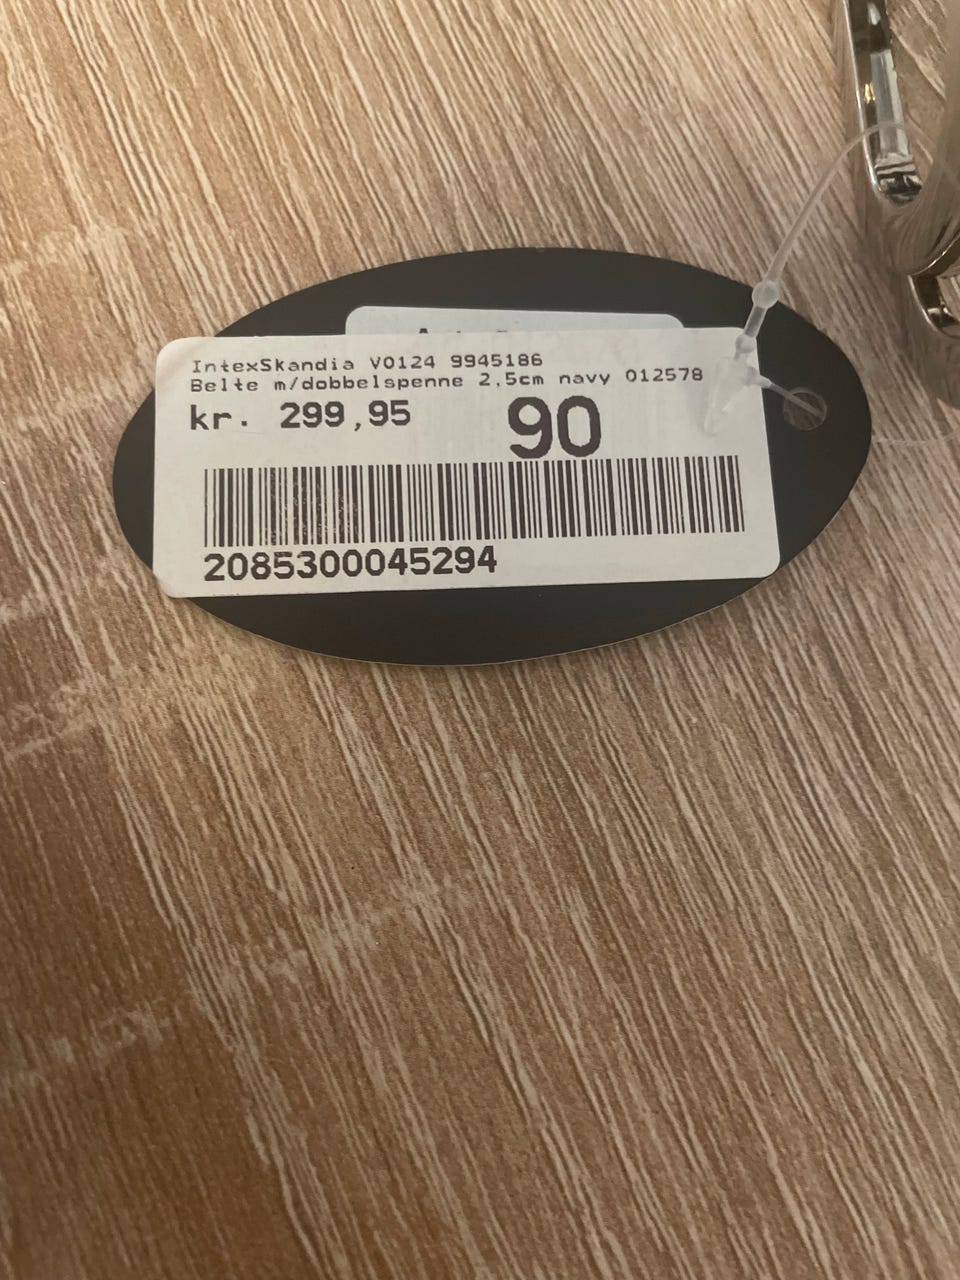 IntexSkandia V0124 9945186
Belte m/dobbelspenne 2,5cm navy 012578
kr. 299,95
90
2085300045294